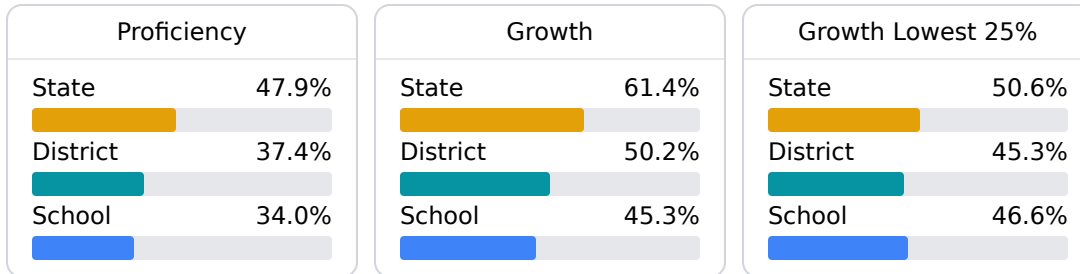 Proficiency
State 47.9%
District 37.4%
School 34.0%
Growth
State 61.4%
District 50.2%
School 45.3%
Growth Lowest 25%
State 50.6%
District 45.3%
School 46.6%